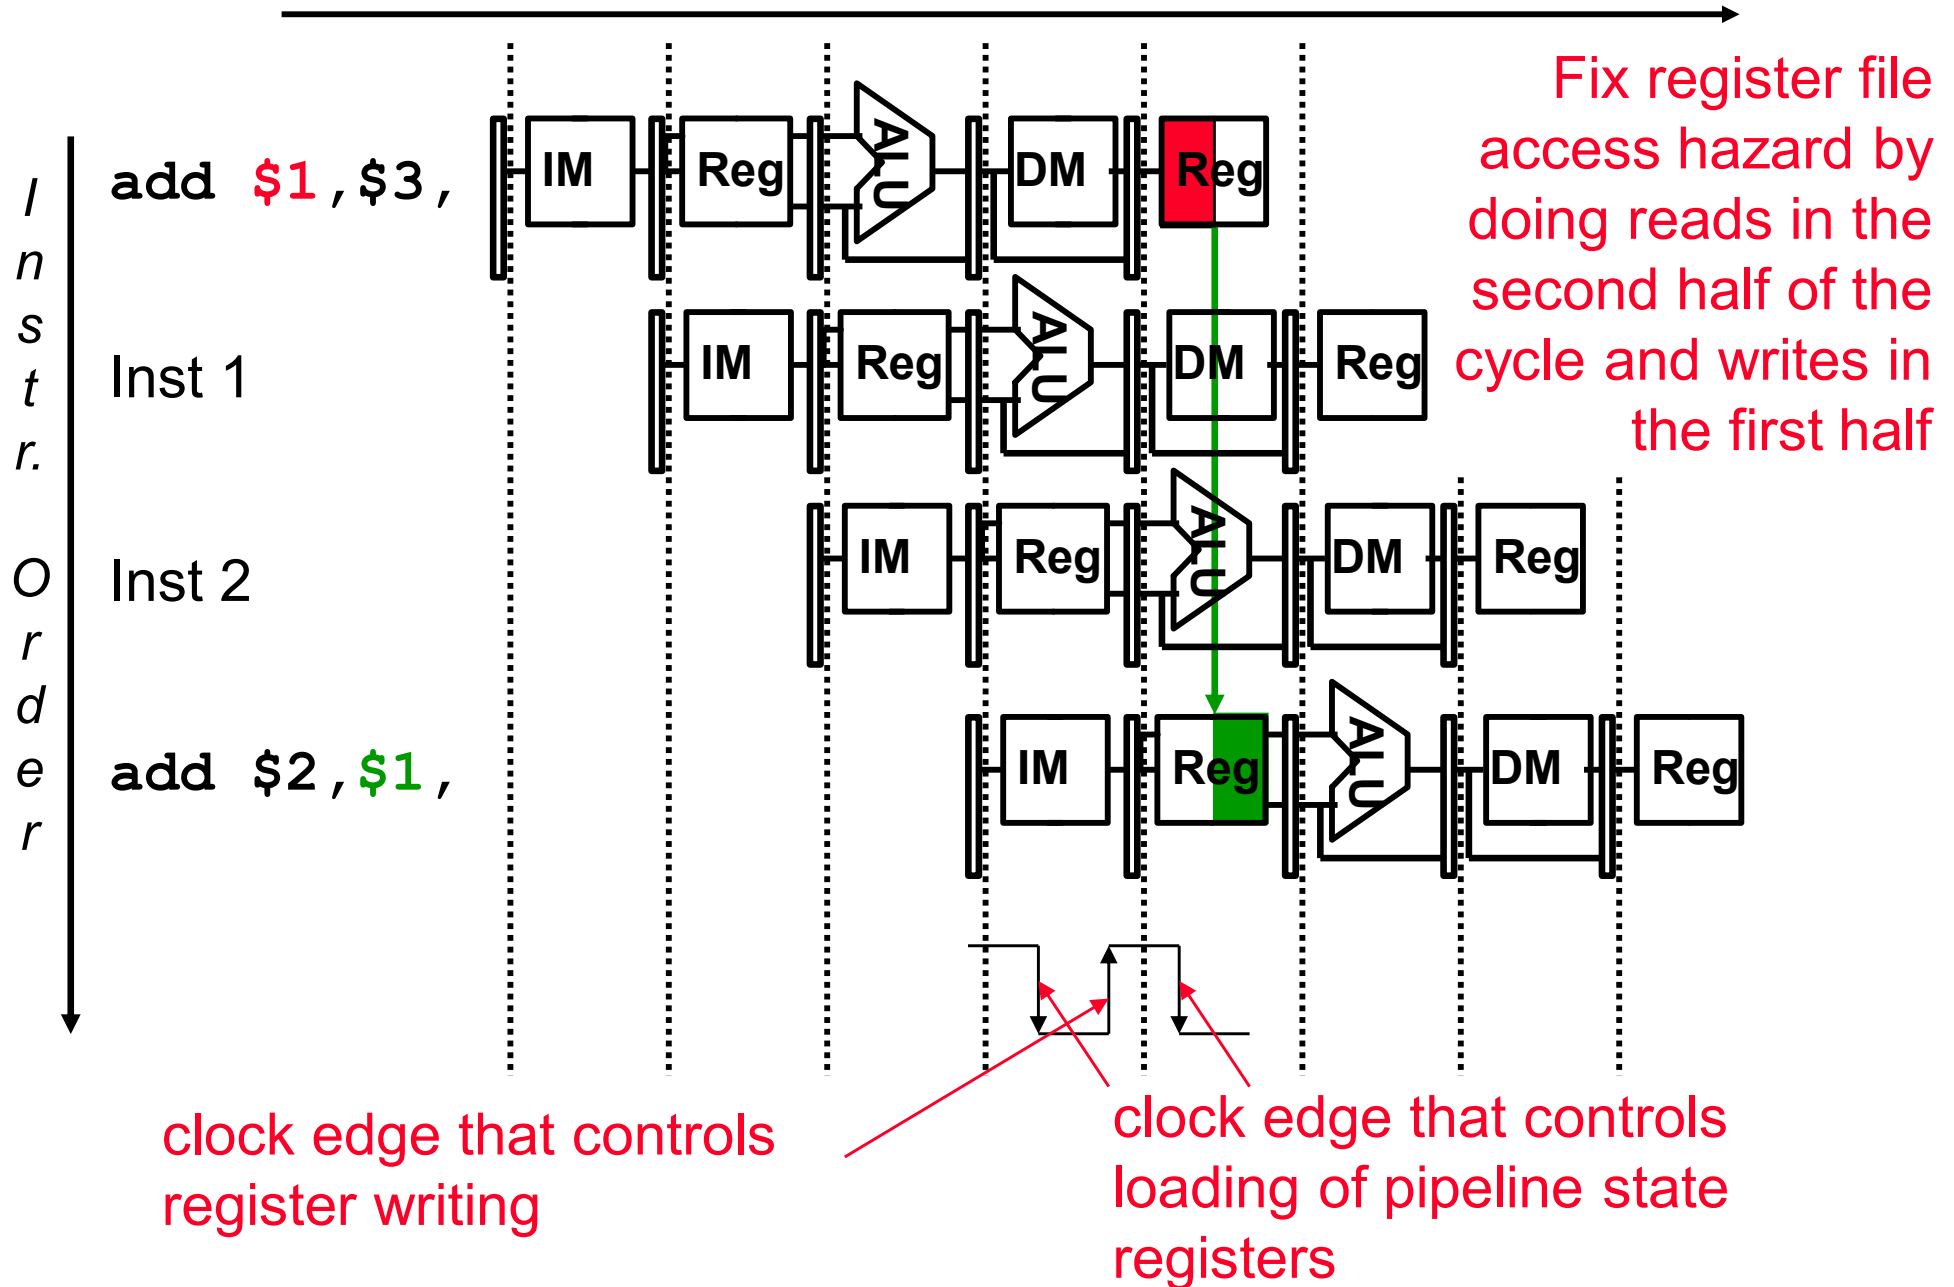 Fix register file
access hazard by
doing reads in the
second half of the
cycle and writes in
the first half
Instr. Order
add $1,$3,
IM Reg ALU DM Reg
Inst 1
IM Reg ALU DM Reg
Inst 2
IM Reg ALU DM Reg
add $2,$1,
IM Reg ALU DM Reg
clock edge that controls
register writing
clock edge that controls
loading of pipeline state
registers